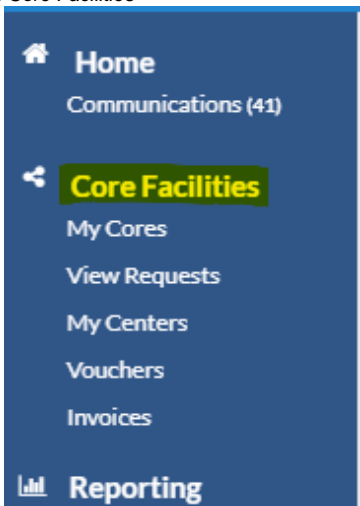 Home
Communications (41)
Core Facilities
My Cores
View Requests
My Centers
Vouchers
Invoices
Reporting